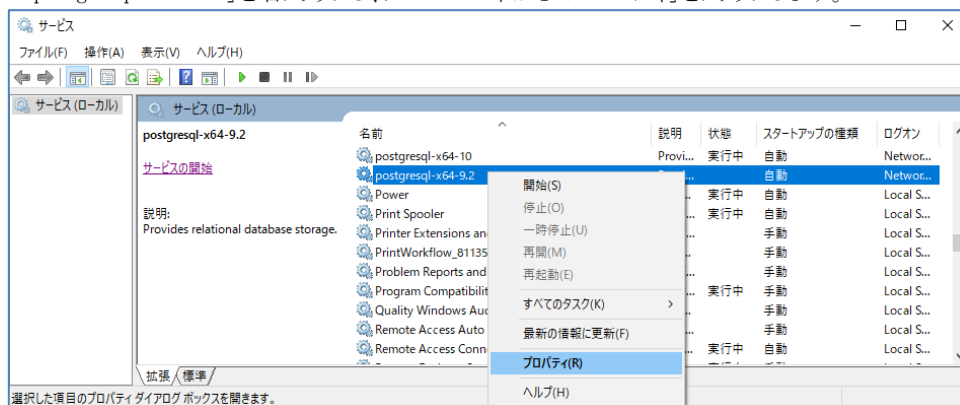 サービス
ファイル(F) 操作(A) 表示(V) ヘルプ(H)
サービス (ローカル)
サービス (ローカル)
postgresql-x64-9.2
サービスの開始
説明:
Provides relational database storage.
名前 説明 状態 スタートアップの種類 ログオン
postgresql-x64-10 Provi... 実行中 自動 Networ...
postgresql-x64-9.2 自動 Networ...
Power 実行中 自動 Local S...
Print Spooler 実行中 自動 Local S...
Printer Extensions an 手動 Local S...
PrintWorkflow_81135 手動 Local S...
Problem Reports and 手動 Local S...
Program Compatibilit 実行中 手動 Local S...
Quality Windows Aud 手動 Local S...
Remote Access Auto 手動 Local S...
Remote Access Conn 実行中 自動 Local S...
開始(S)
停止(O)
一時停止(U)
再開(M)
再起動(E)
すべてのタスク(K)
最新の情報に更新(F)
プロパティ(R)
ヘルプ(H)
拡張 標準
選択した項目のプロパティ ダイアログ ボックスを開きます。